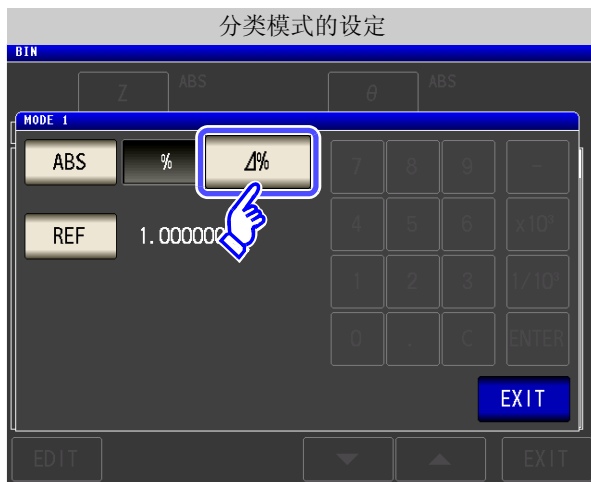 分类模式的设定
BIN
Z ABS θ ABS
MODE 1
ABS % Δ% 7 8 9 -
REF 1.000000 4 5 6 x10³
1 2 3 1/10³
0 . C ENTER
EXIT
EDIT ▼ ▲ EXIT